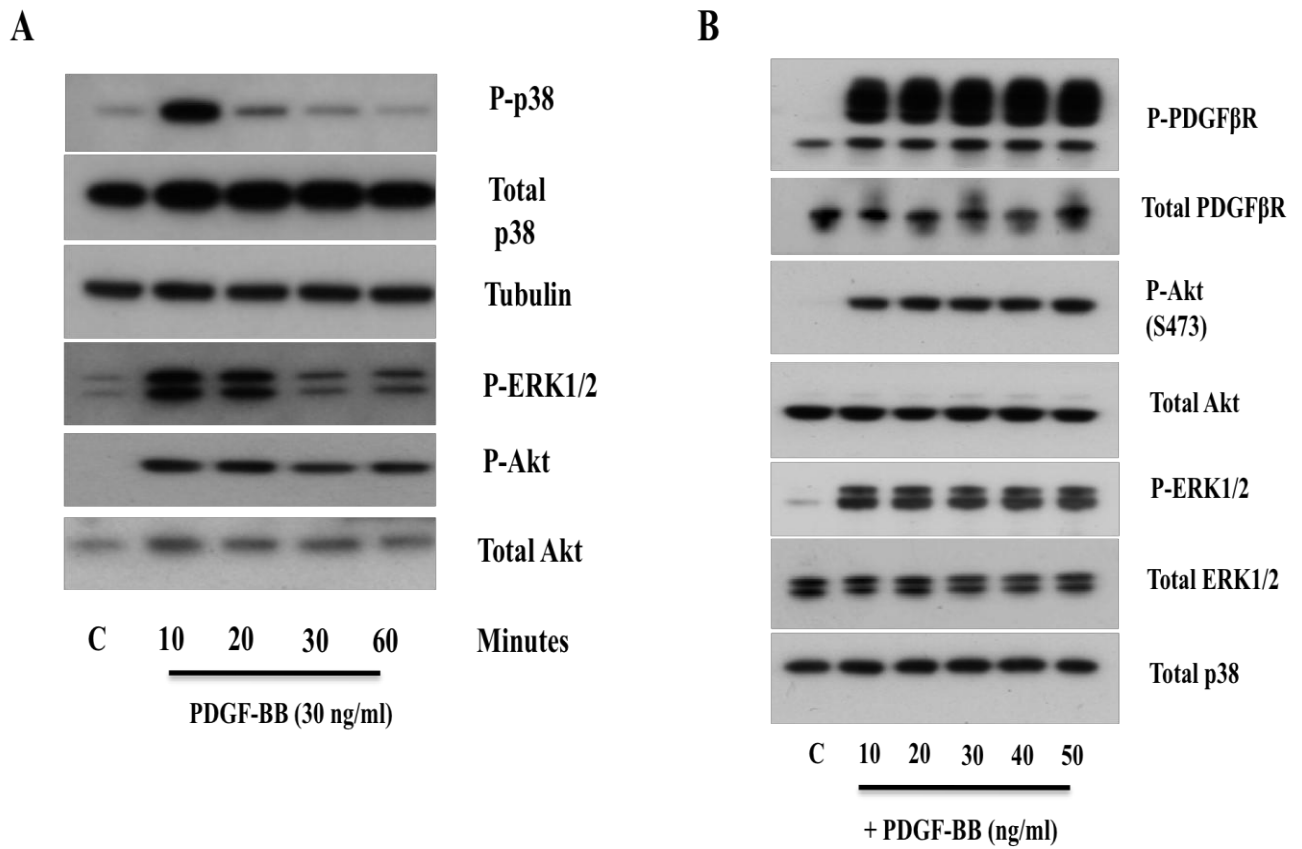 A
P-p38
Total
p38
Tubulin
P-ERK1/2
P-Akt
Total Akt
C 10 20 30 60 Minutes
PDGF-BB (30 ng/ml)
B
P-PDGFβR
Total PDGFβR
P-Akt
(S473)
Total Akt
P-ERK1/2
Total ERK1/2
Total p38
C 10 20 30 40 50
+ PDGF-BB (ng/ml)